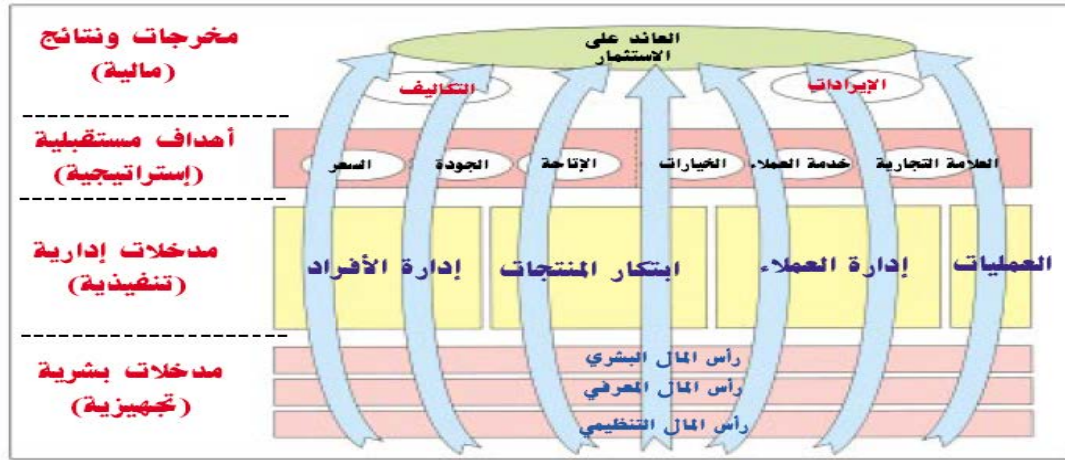 مخرجات ونتائج
(مالية)
العائد على
الاستثمار
الإيرادات
التكاليف
أهداف مستقبلية
(إستراتيجية)
السعر
الجودة
الإتاحة
الخيارات
خدمة العملاء
العلامة التجارية
مدخلات إدارية
(تنفيذية)
إدارة الأفراد
ابتكار المنتجات
إدارة العملاء
العمليات
مدخلات بشرية
(تجهيزية)
رأس المال البشري
رأس المال المعرفي
رأس المال التنظيمي